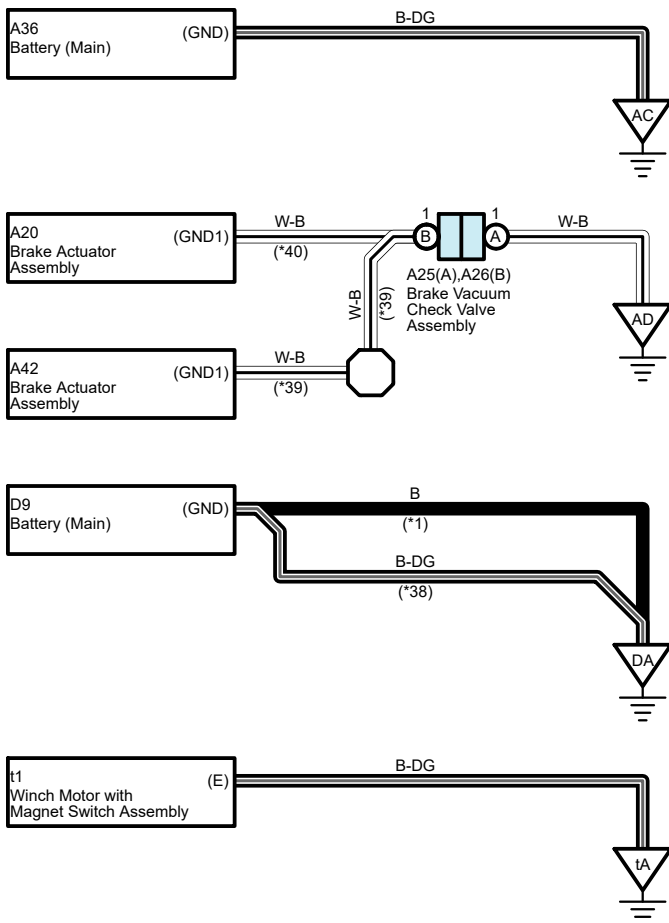 A36
Battery (Main)
(GND)
B-DG
AC
A20
Brake Actuator
Assembly
(GND1)
W-B
(*40)
1
B
1
A
W-B
A25(A),A26(B)
Brake Vacuum
Check Valve
Assembly
W-B
(*39)
AD
A42
Brake Actuator
Assembly
(GND1)
W-B
(*39)
D9
Battery (Main)
(GND)
B
(*1)
B-DG
(*38)
DA
t1
Winch Motor with
Magnet Switch Assembly
(E)
B-DG
tA